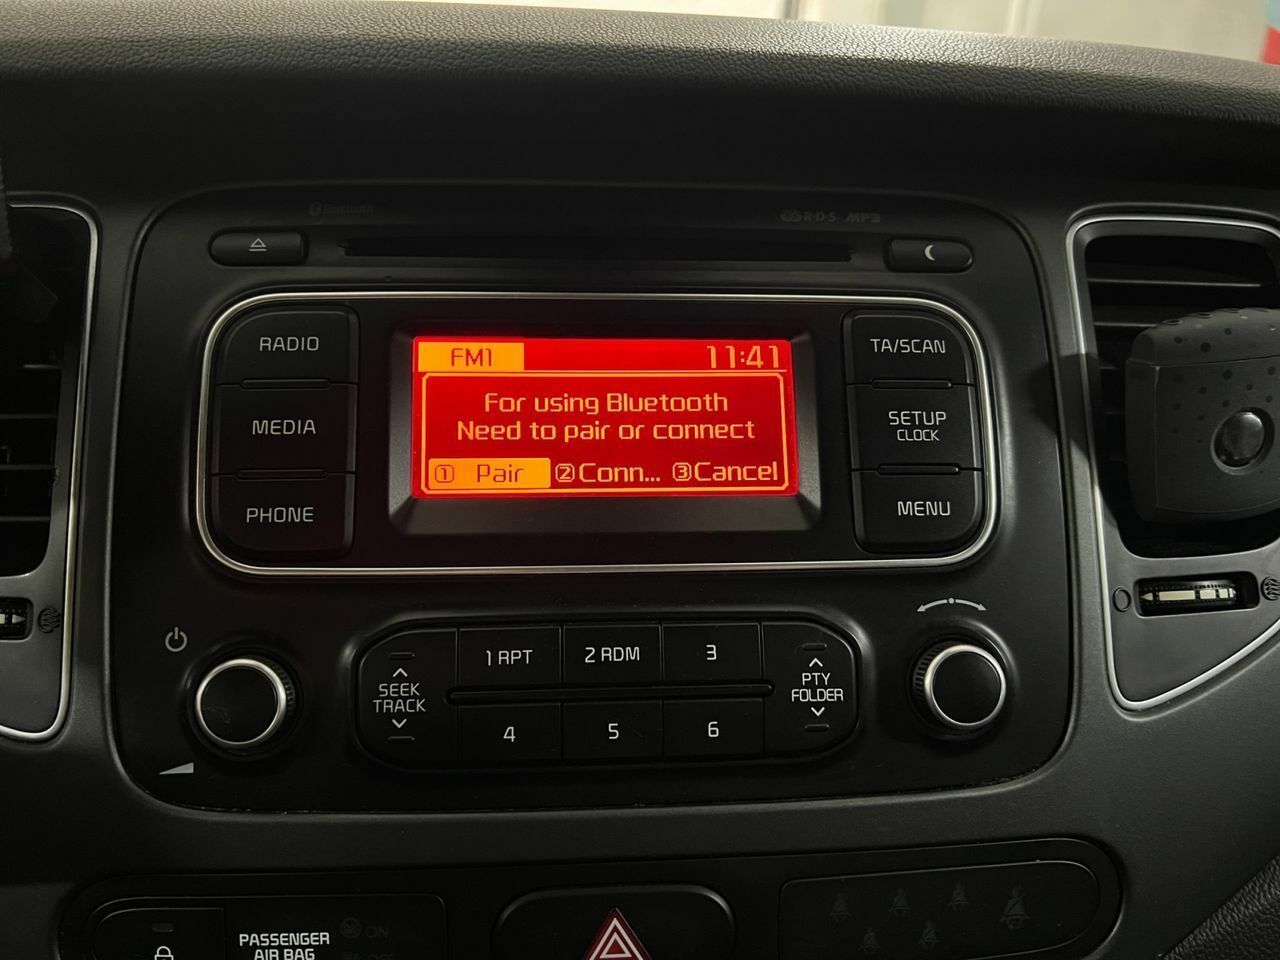 Bluetooth
R·D·S MP3
RADIO
MEDIA
PHONE
FM1 11:41
For using Bluetooth
Need to pair or connect
① Pair ②Conn... ③Cancel
TA/SCAN
SETUP
CLOCK
MENU
SEEK
TRACK
1 RPT
2 RDM
3
4
5
6
PTY
FOLDER
PASSENGER
AIR BAG
ON